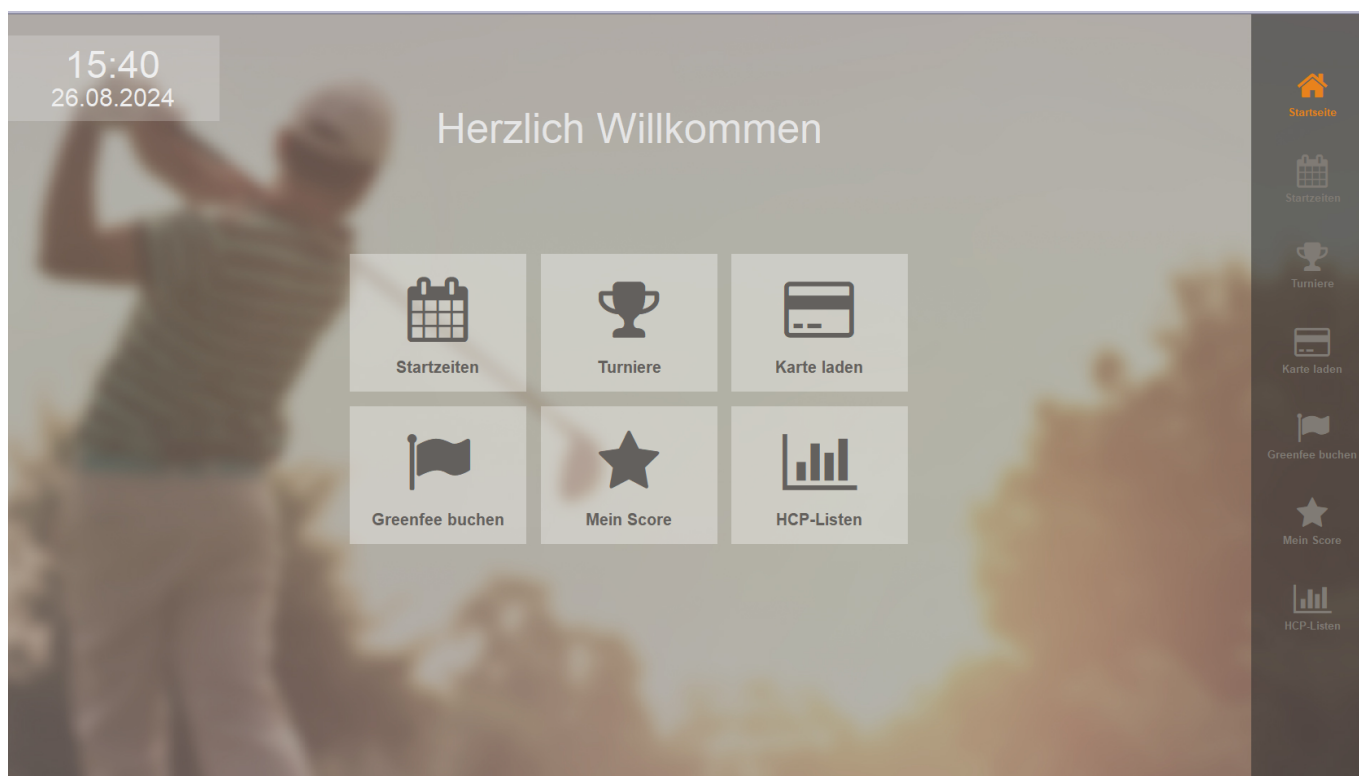 15:40
26.08.2024
Herzlich Willkommen
Startzeiten
Turniere
Karte laden
Greenfee buchen
Mein Score
HCP-Listen
Startseite
Startzeiten
Turniere
Karte laden
Greenfee buchen
Mein Score
HCP-Listen